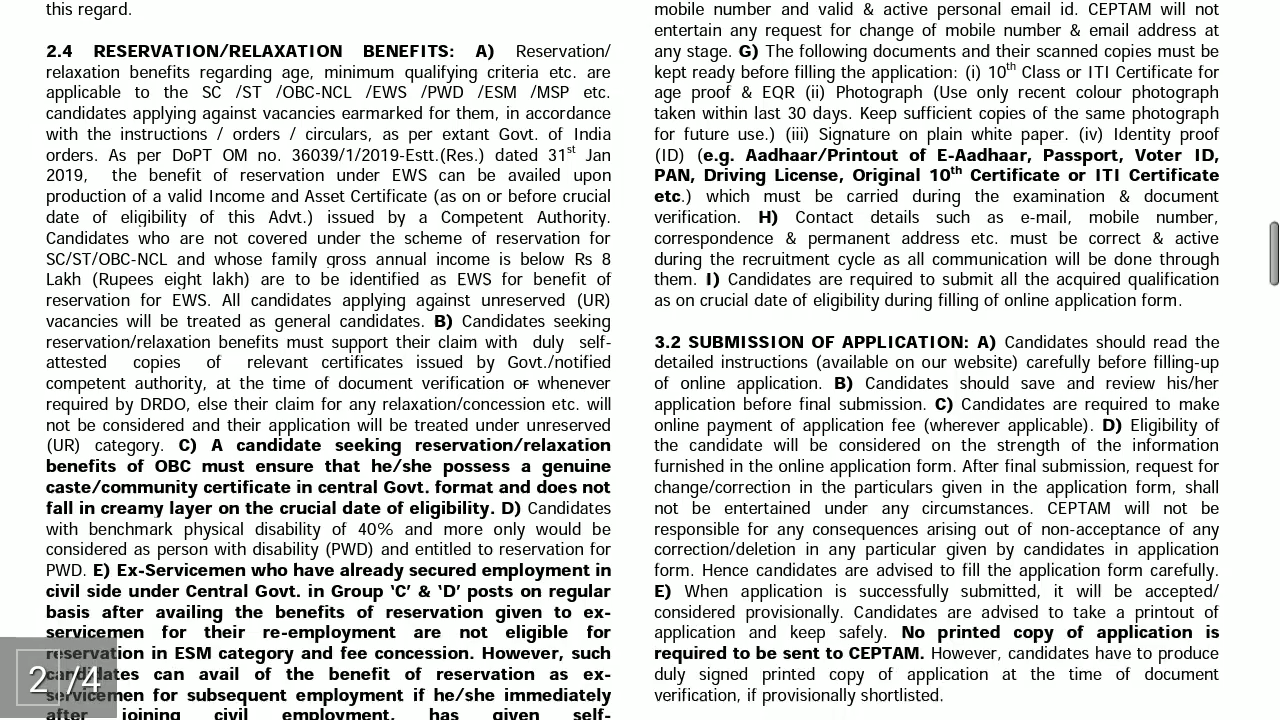 this regard.
2.4 RESERVATION/RELAXATION BENEFITS: A) Reservation/
relaxation benefits regarding age, minimum qualifying criteria etc. are
applicable to the SC /ST /OBC-NCL /EWS /PWD /ESM /MSP etc.
candidates applying against vacancies earmarked for them, in accordance
with the instructions / orders / circulars, as per extant Govt. of India
orders. As per DoPT OM no. 36039/1/2019-Estt.(Res.) dated 31st Jan
2019, the benefit of reservation under EWS can be availed upon
production of a valid Income and Asset Certificate (as on or before crucial
date of eligibility of this Advt.) issued by a Competent Authority.
Candidates who are not covered under the scheme of reservation for
SC/ST/OBC-NCL and whose family gross annual income is below Rs 8
Lakh (Rupees eight lakh) are to be identified as EWS for benefit of
reservation for EWS. All candidates applying against unreserved (UR)
vacancies will be treated as general candidates. B) Candidates seeking
reservation/relaxation benefits must support their claim with duly self-
attested copies of relevant certificates issued by Govt./notified
competent authority, at the time of document verification or whenever
required by DRDO, else their claim for any relaxation/concession etc. will
not be considered and their application will be treated under unreserved
(UR) category. C) A candidate seeking reservation/relaxation
benefits of OBC must ensure that he/she possess a genuine
caste/community certificate in central Govt. format and does not
fall in creamy layer on the crucial date of eligibility. D) Candidates
with benchmark physical disability of 40% and more only would be
considered as person with disability (PWD) and entitled to reservation for
PWD. E) Ex-Servicemen who have already secured employment in
civil side under Central Govt. in Group 'C' & 'D' posts on regular
basis after availing the benefits of reservation given to ex-
servicemen for their re-employment are not eligible for
reservation in ESM category and fee concession. However, such
candidates can avail of the benefit of reservation as ex-
servicemen for subsequent employment if he/she immediately
after joining civil employment, has given self-
2 / 4
mobile number and valid & active personal email id. CEPTAM will not
entertain any request for change of mobile number & email address at
any stage. G) The following documents and their scanned copies must be
kept ready before filling the application: (i) 10th Class or ITI Certificate for
age proof & EQR (ii) Photograph (Use only recent colour photograph
taken within last 30 days. Keep sufficient copies of the same photograph
for future use.) (iii) Signature on plain white paper. (iv) Identity proof
(ID) (e.g. Aadhaar/Printout of E-Aadhaar, Passport, Voter ID,
PAN, Driving License, Original 10th Certificate or ITI Certificate
etc.) which must be carried during the examination & document
verification. H) Contact details such as e-mail, mobile number,
correspondence & permanent address etc. must be correct & active
during the recruitment cycle as all communication will be done through
them. I) Candidates are required to submit all the acquired qualification
as on crucial date of eligibility during filling of online application form.
3.2 SUBMISSION OF APPLICATION: A) Candidates should read the
detailed instructions (available on our website) carefully before filling-up
of online application. B) Candidates should save and review his/her
application before final submission. C) Candidates are required to make
online payment of application fee (wherever applicable). D) Eligibility of
the candidate will be considered on the strength of the information
furnished in the online application form. After final submission, request for
change/correction in the particulars given in the application form, shall
not be entertained under any circumstances. CEPTAM will not be
responsible for any consequences arising out of non-acceptance of any
correction/deletion in any particular given by candidates in application
form. Hence candidates are advised to fill the application form carefully.
E) When application is successfully submitted, it will be accepted/
considered provisionally. Candidates are advised to take a printout of
application and keep safely. No printed copy of application is
required to be sent to CEPTAM. However, candidates have to produce
duly signed printed copy of application at the time of document
verification, if provisionally shortlisted.